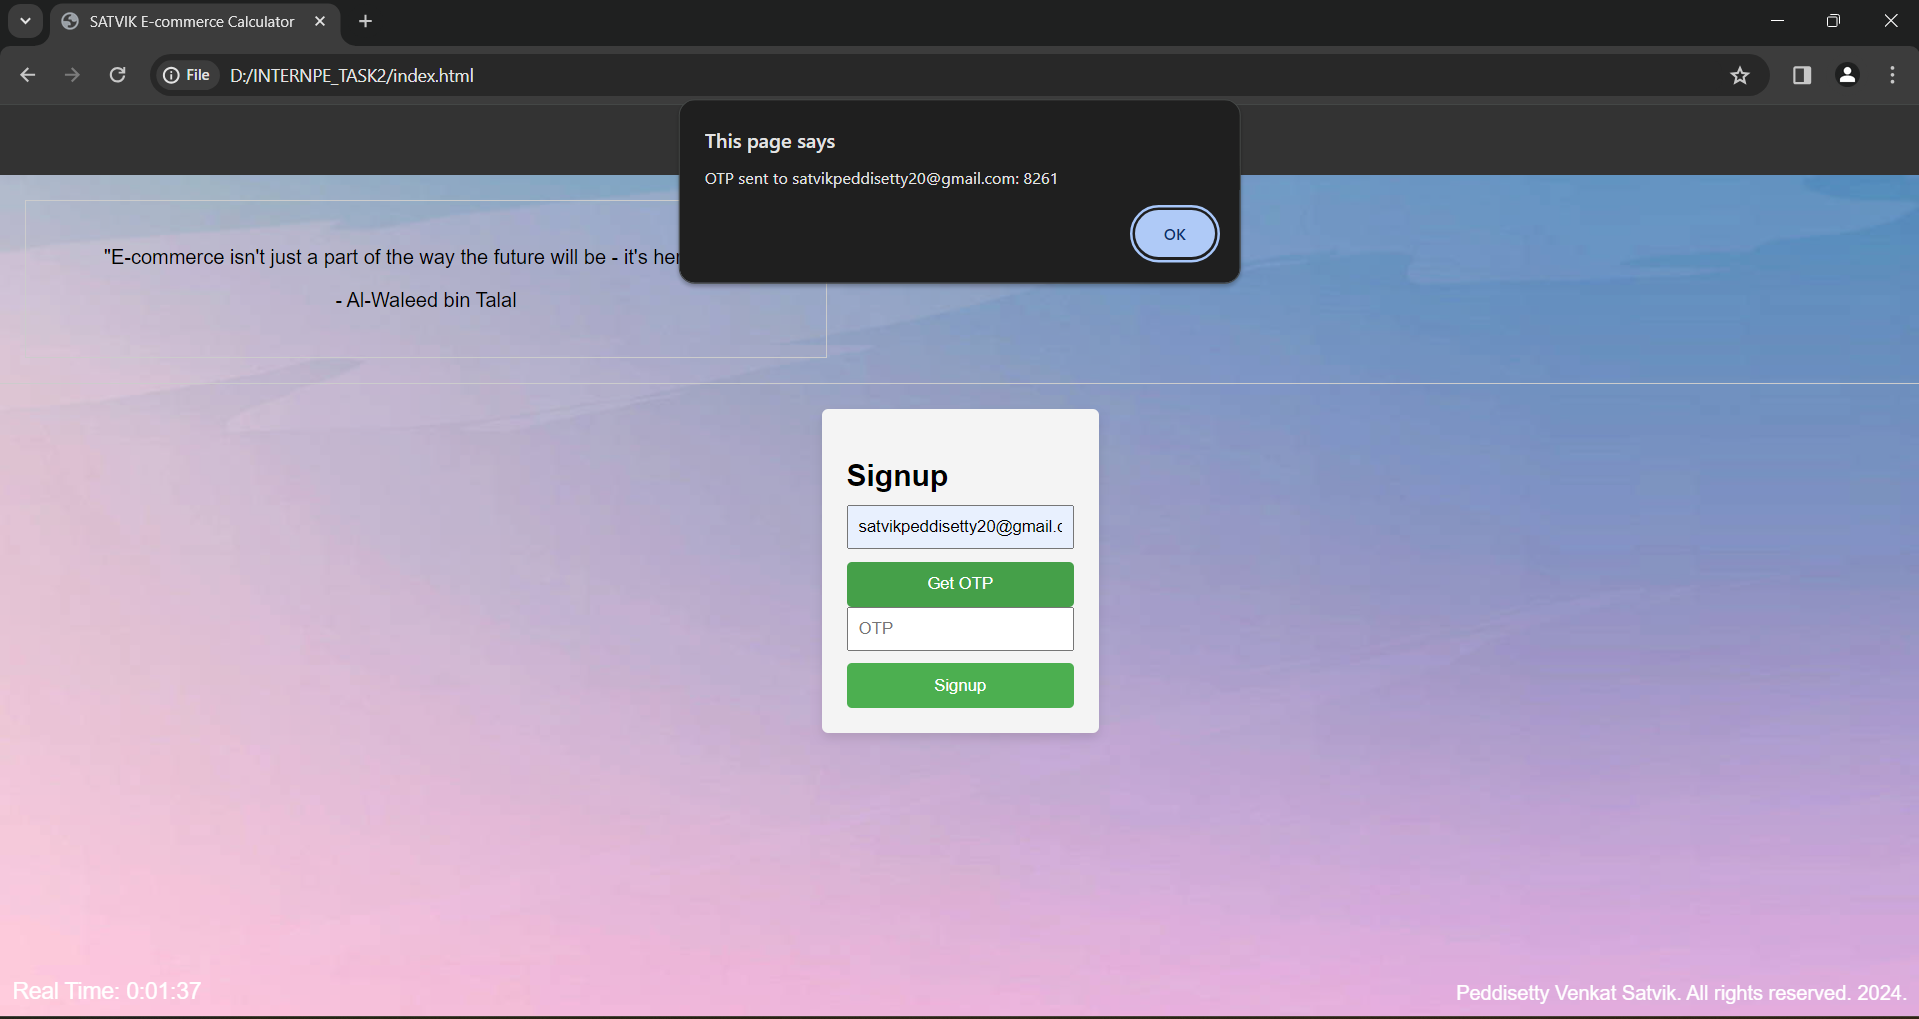 SATVIK E-commerce Calculator
File
D:/INTERNPE_TASK2/index.html
This page says
OTP sent to satvikpeddisetty20@gmail.com: 8261
OK
"E-commerce isn't just a part of the way the future will be - it's
- Al-Waleed bin Talal
Signup
satvikpeddisetty20@gmail.c
Get OTP
OTP
Signup
Real Time: 0:01:37
Peddisetty Venkat Satvik. All rights reserved. 2024.